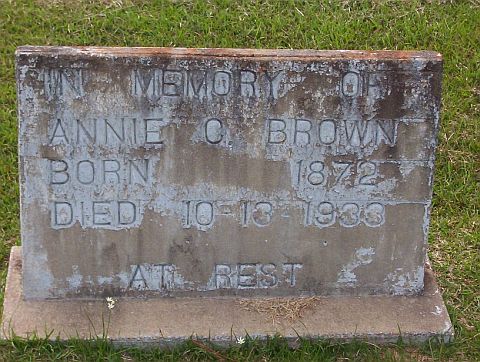 IN MEMORY OF
ANNIE C. BROWN
BORN 1872
DIED 10-13-1933
AT REST